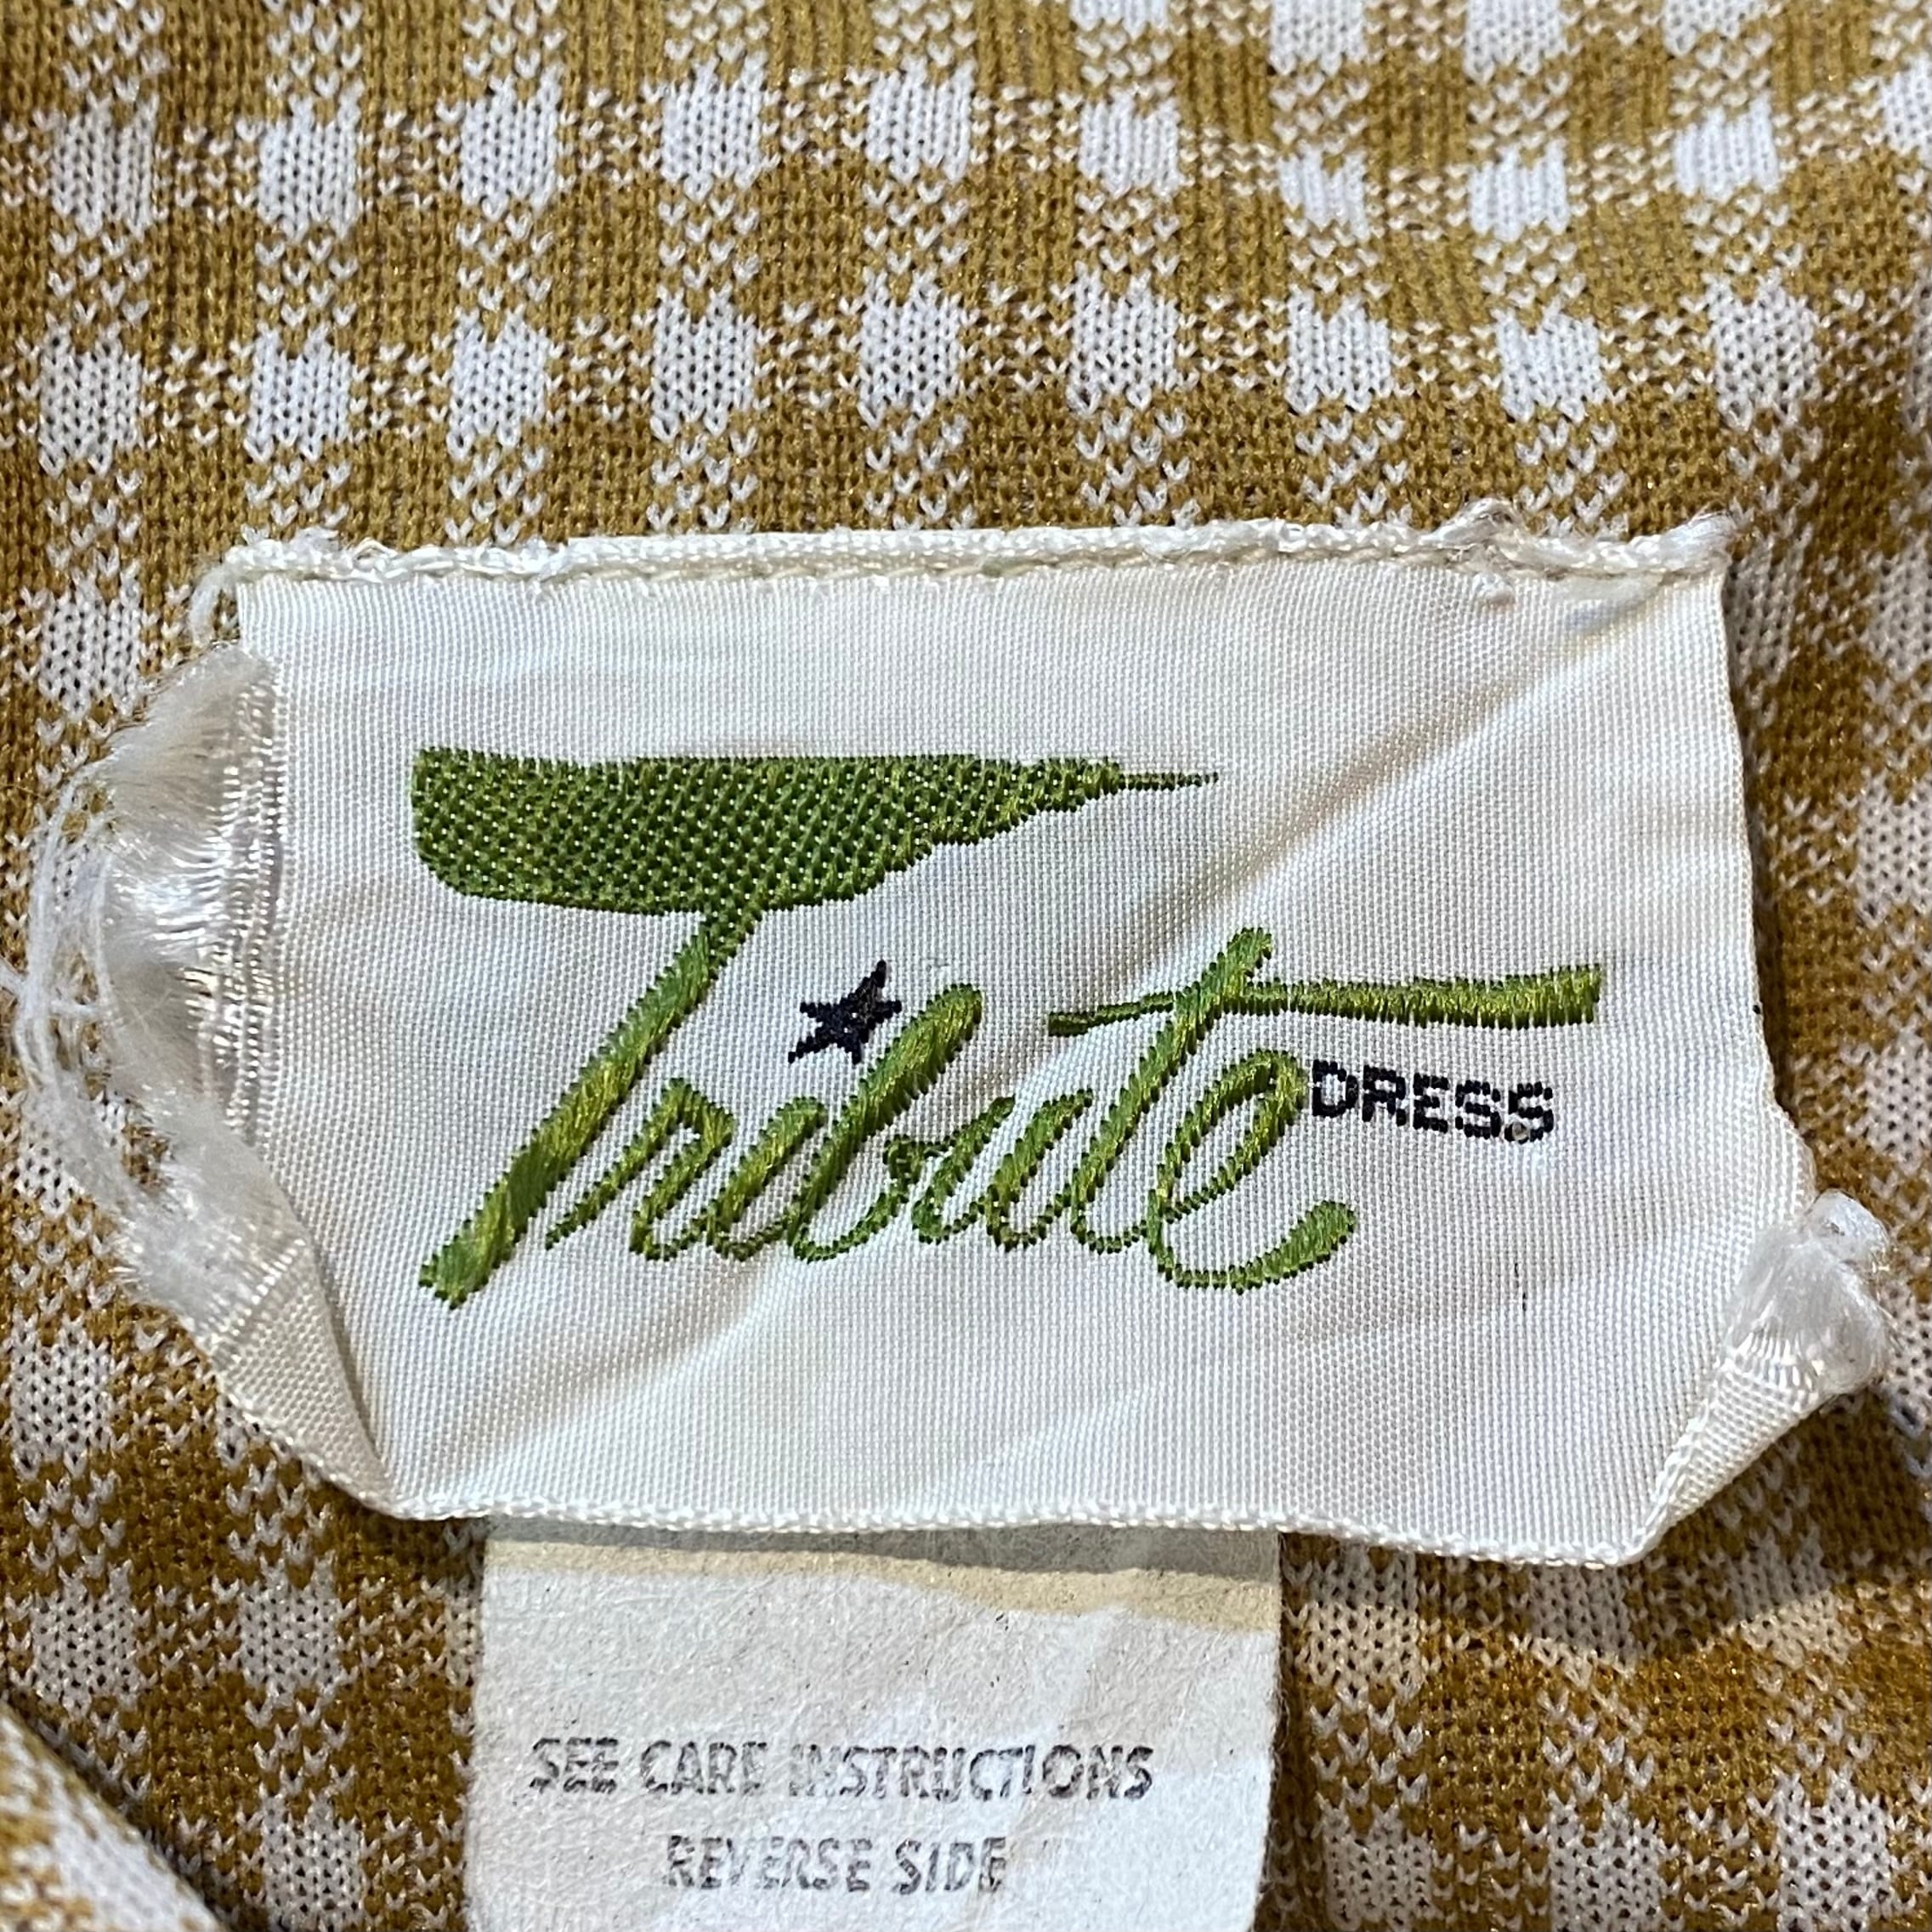 Tribute DRESS
SEE CARE INSTRUCTIONS
REVERSE SIDE